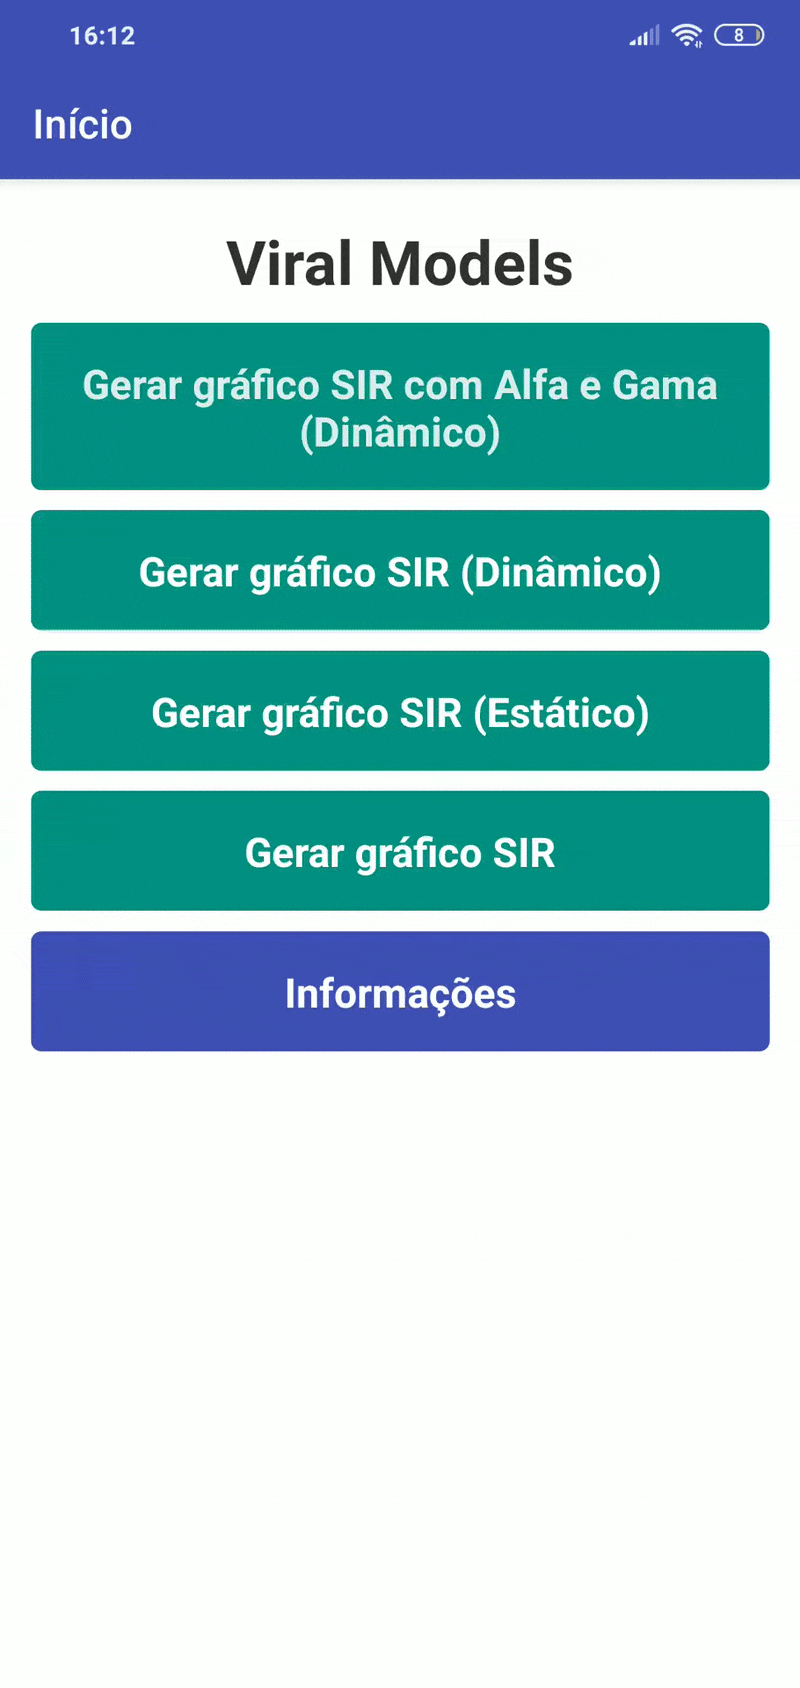 16:12
8
Início
Viral Models
Gerar gráfico SIR com Alfa e Gama
(Dinâmico)
Gerar gráfico SIR (Dinâmico)
Gerar gráfico SIR (Estático)
Gerar gráfico SIR
Informações